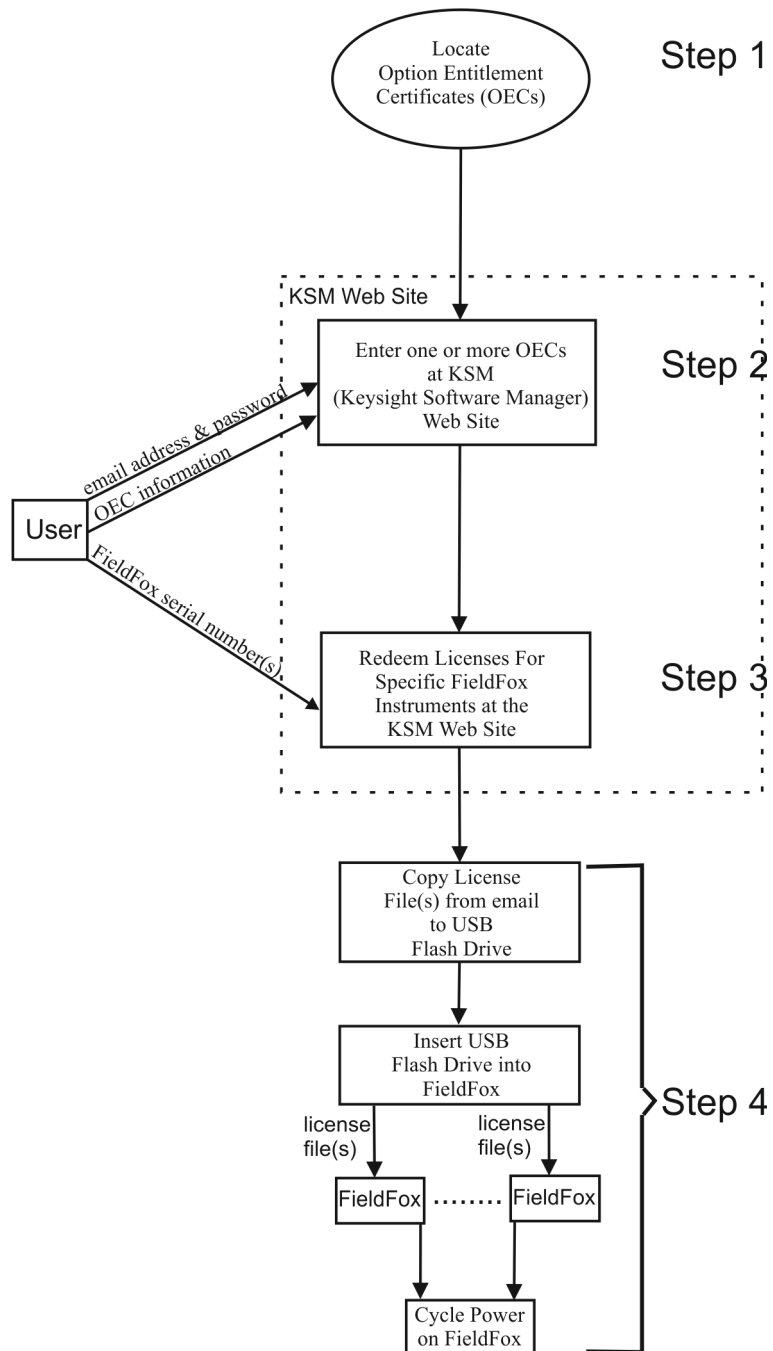 Locate
Option Entitlement
Certificates (OECs)
Step 1
KSM Web Site
Enter one or more OECs
at KSM
(Keysight Software Manager)
Web Site
Step 2
email address & password
OEC information
User
FieldFox serial number(s)
Redeem Licenses For
Specific FieldFox
Instruments at the
KSM Web Site
Step 3
Copy License
File(s) from email
to USB
Flash Drive
Insert USB
Flash Drive into
FieldFox
Step 4
license
file(s)
license
file(s)
FieldFox ........ FieldFox
Cycle Power
on FieldFox